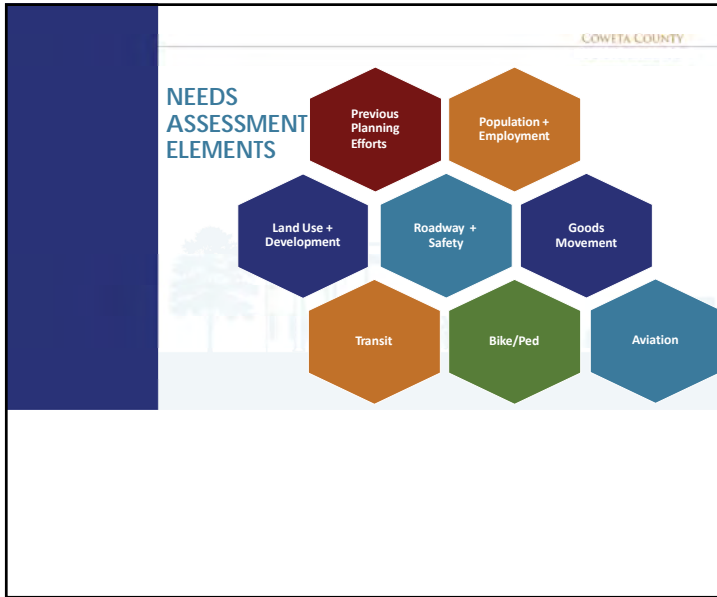 COWETA COUNTY
NEEDS
ASSESSMENT
ELEMENTS
Previous
Planning
Efforts
Population +
Employment
Land Use +
Development
Roadway +
Safety
Goods
Movement
Transit
Bike/Ped
Aviation